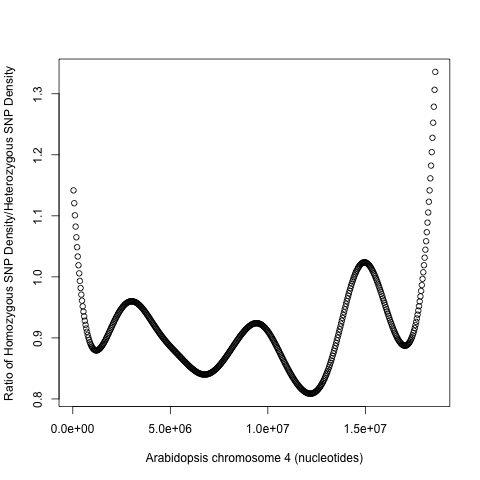 Ratio of Homozygous SNP Density/Heterozygous SNP Density
1.3
1.2
1.1
1.0
0.9
0.8
0.0e+00 5.0e+06 1.0e+07 1.5e+07
Arabidopsis chromosome 4 (nucleotides)